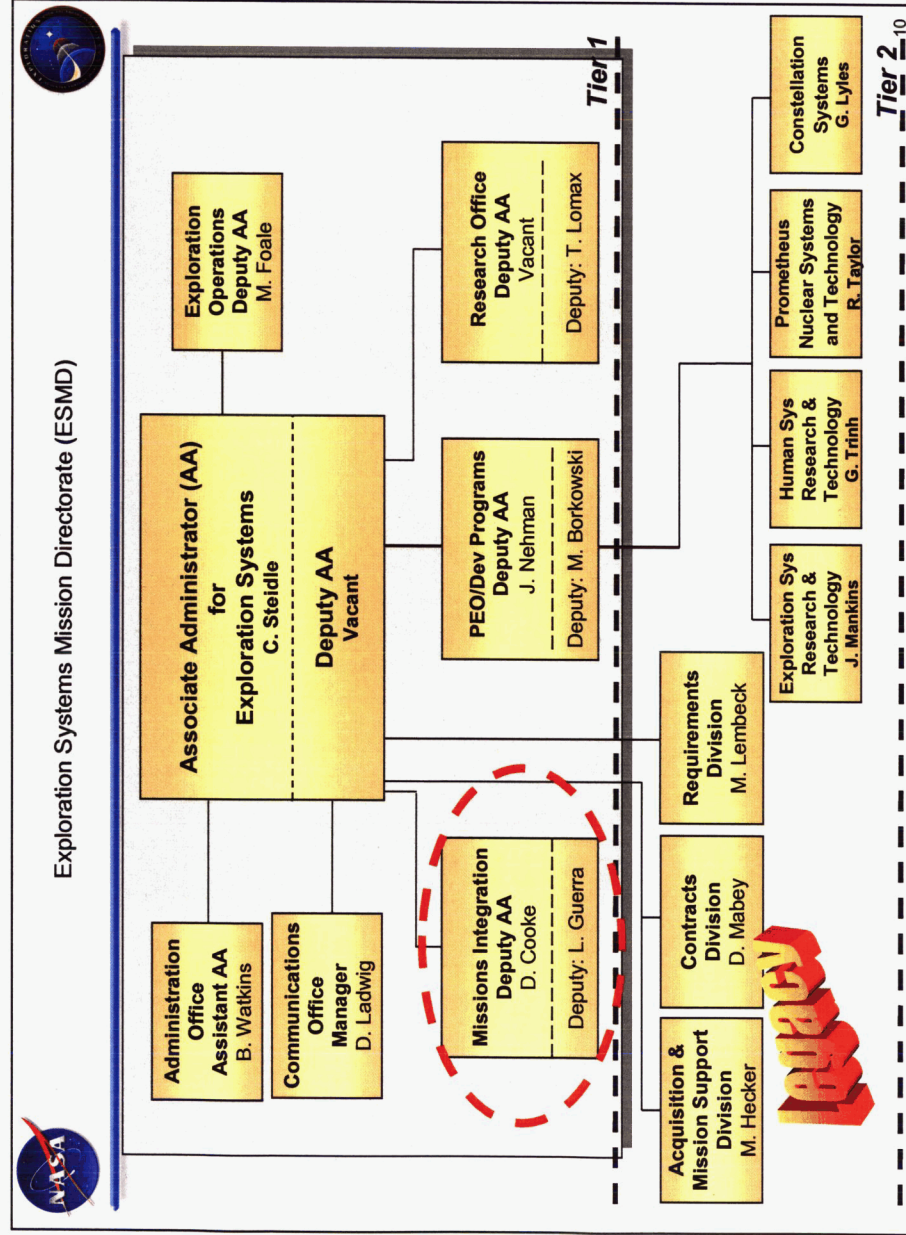 Exploration Systems Mission Directorate (ESMD)
NASA
EXPLORATION
Associate Administrator (AA)
for
Exploration Systems
C. Steidle
Deputy AA
Vacant
Exploration
Operations
Deputy AA
M. Foale
Administration
Office
Assistant AA
B. Watkins
Communications
Office
Manager
D. Ladwig
Missions Integration
Deputy AA
D. Cooke
Deputy: L. Guerra
PEO/Dev Programs
Deputy AA
J. Nehman
Deputy: M. Borkowski
Research Office
Deputy AA
Vacant
Deputy: T. Lomax
Tier 1
Acquisition &
Mission Support
Division
M. Hecker
Contracts
Division
D. Mabey
Requirements
Division
M. Lembeck
legacy
Exploration Sys
Research &
Technology
J. Mankins
Human Sys
Research &
Technology
G. Trinh
Prometheus
Nuclear Systems
and Technology
R. Taylor
Constellation
Systems
G. Lyles
Tier 2
10